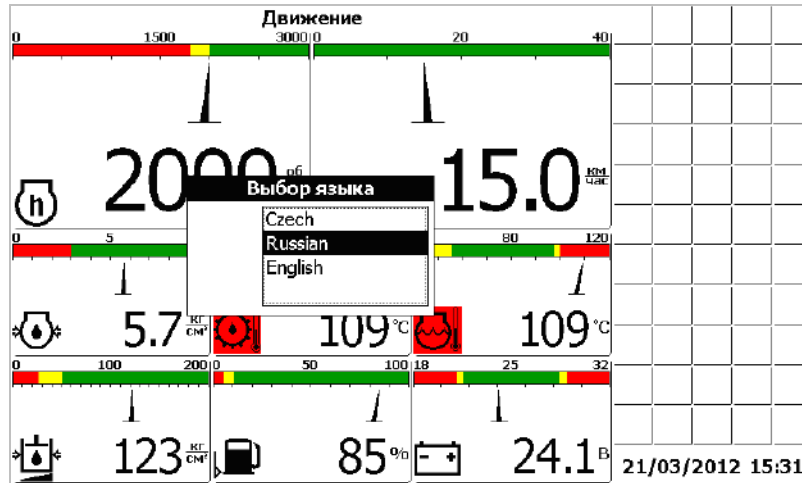 Движение
0 1500 3000
0 20 40
2000 об
15.0 км/час
h
Выбор языка
Czech
Russian
English
0 5
80 120
5.7 кг/см²
109 °C
109 °C
0 100 200
0 50 100
18 25 32
123 кг/см²
85 %
24.1 В
21/03/2012 15:31